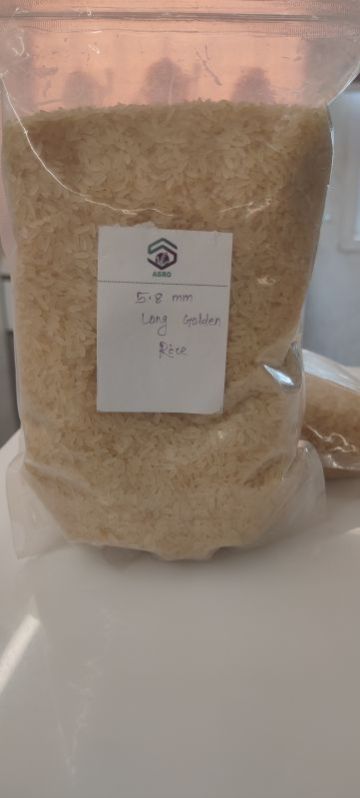 AGRO
5.8 mm
Long Golden
Rice